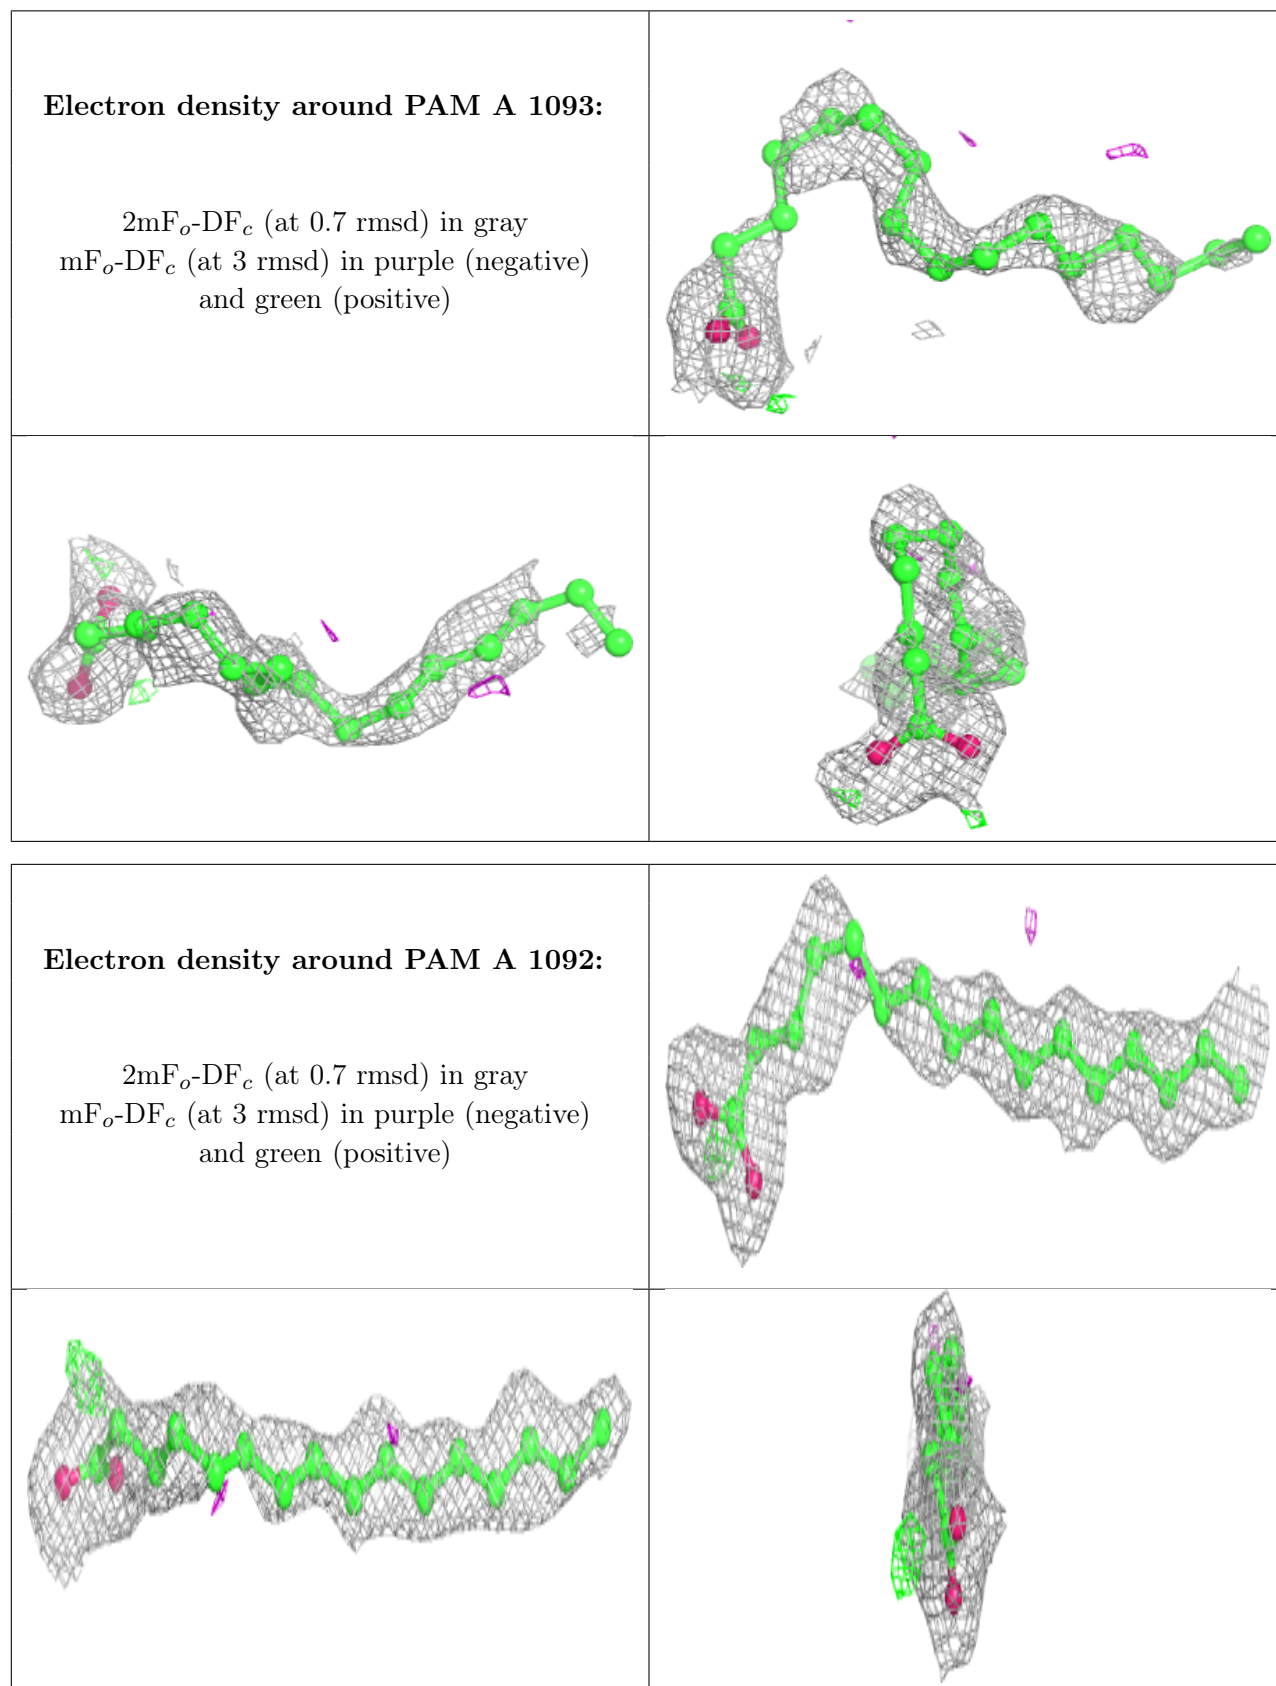 Electron density around PAM A 1093:
2mFₒ-DF𝒸 (at 0.7 rmsd) in gray
mFₒ-DF𝒸 (at 3 rmsd) in purple (negative)
and green (positive)
Electron density around PAM A 1092:
2mFₒ-DF𝒸 (at 0.7 rmsd) in gray
mFₒ-DF𝒸 (at 3 rmsd) in purple (negative)
and green (positive)